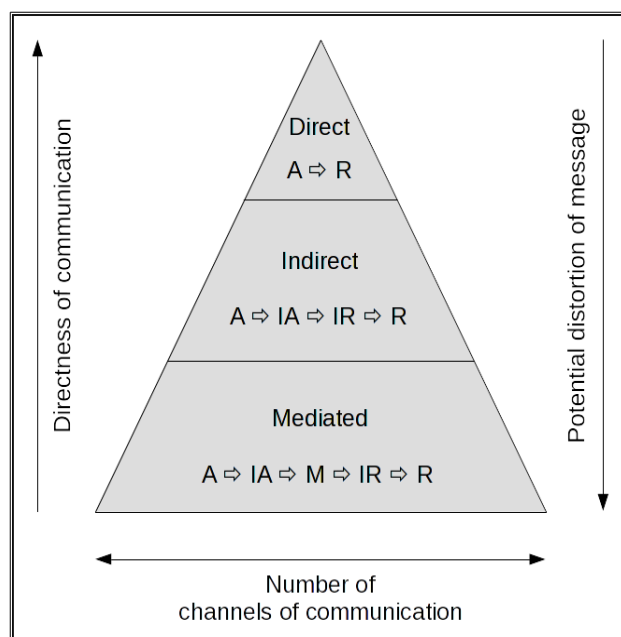 Direct
A ⇨ R
Indirect
A ⇨ IA ⇨ IR ⇨ R
Mediated
A ⇨ IA ⇨ M ⇨ IR ⇨ R
Directness of communication
Potential distortion of message
Number of
channels of communication